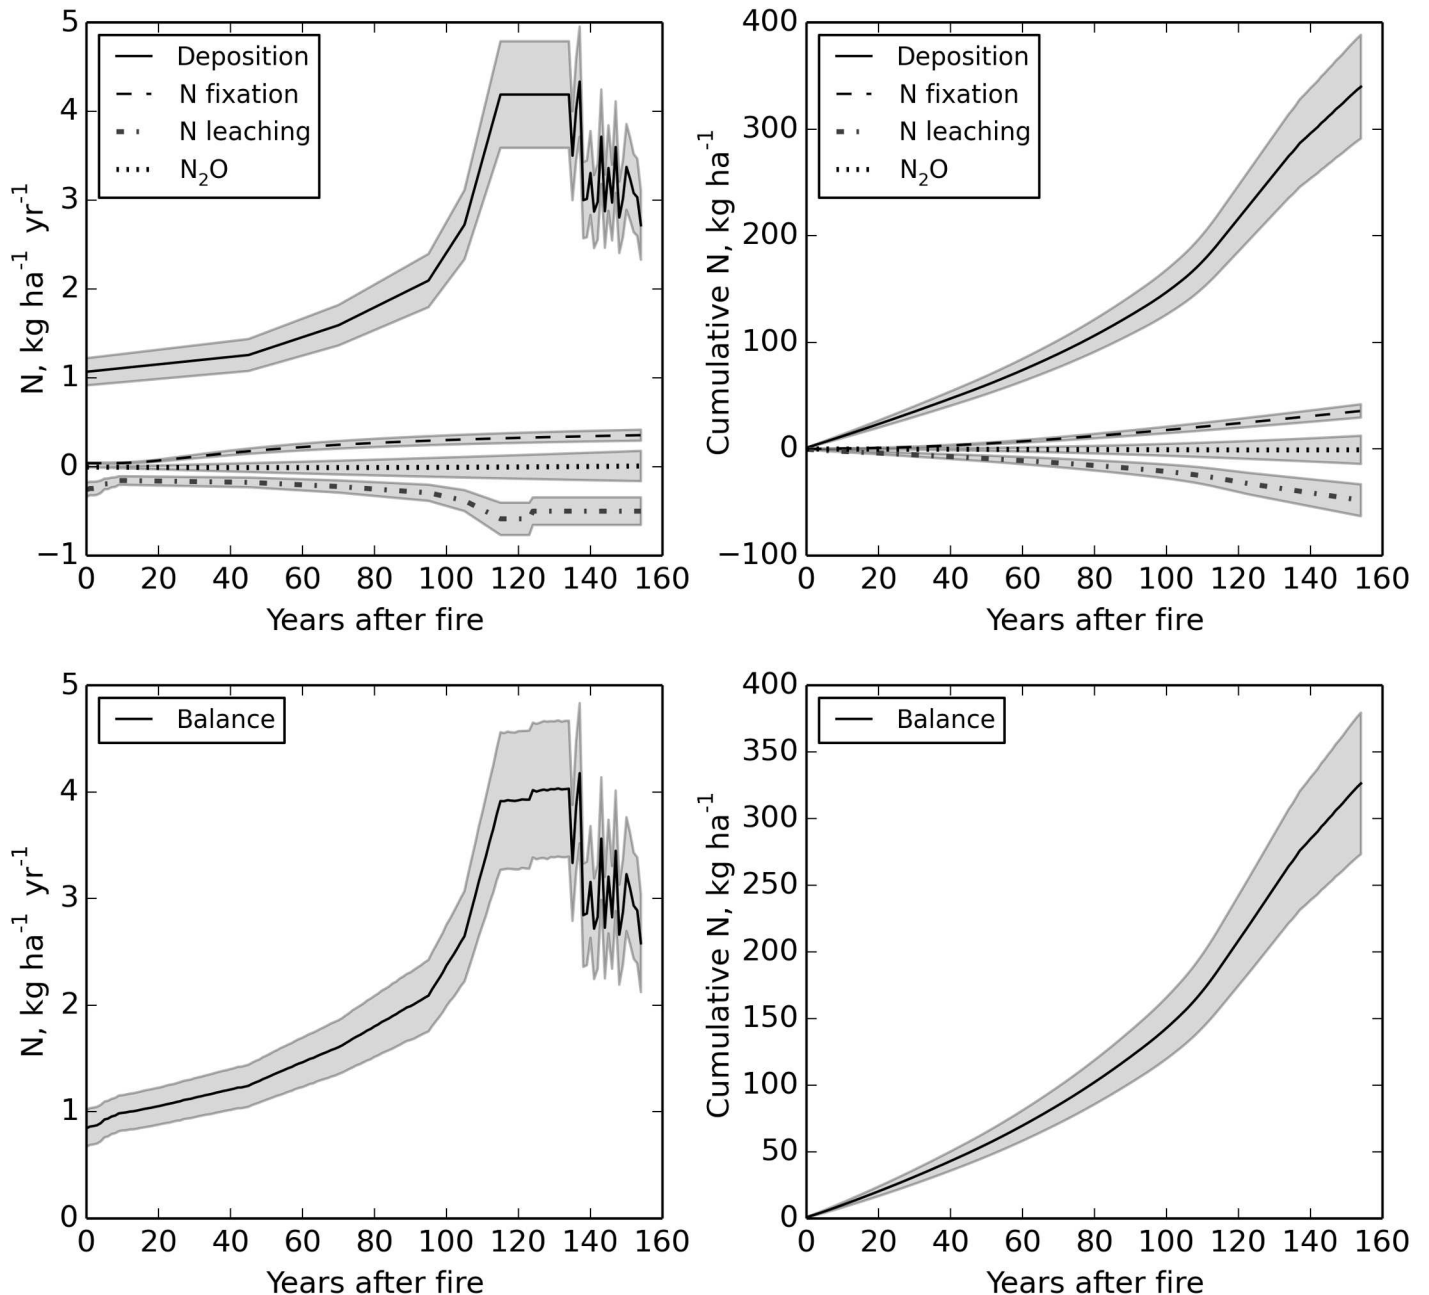 5
4
3
2
1
0
−1
N, kg ha-1 yr-1
Deposition
N fixation
N leaching
N2O
0 20 40 60 80 100 120 140 160
Years after fire
400
300
200
100
0
−100
Cumulative N, kg ha-1
Deposition
N fixation
N leaching
N2O
0 20 40 60 80 100 120 140 160
Years after fire
5
4
3
2
1
0
N, kg ha-1 yr-1
Balance
0 20 40 60 80 100 120 140 160
Years after fire
400
350
300
250
200
150
100
50
0
Cumulative N, kg ha-1
Balance
0 20 40 60 80 100 120 140 160
Years after fire